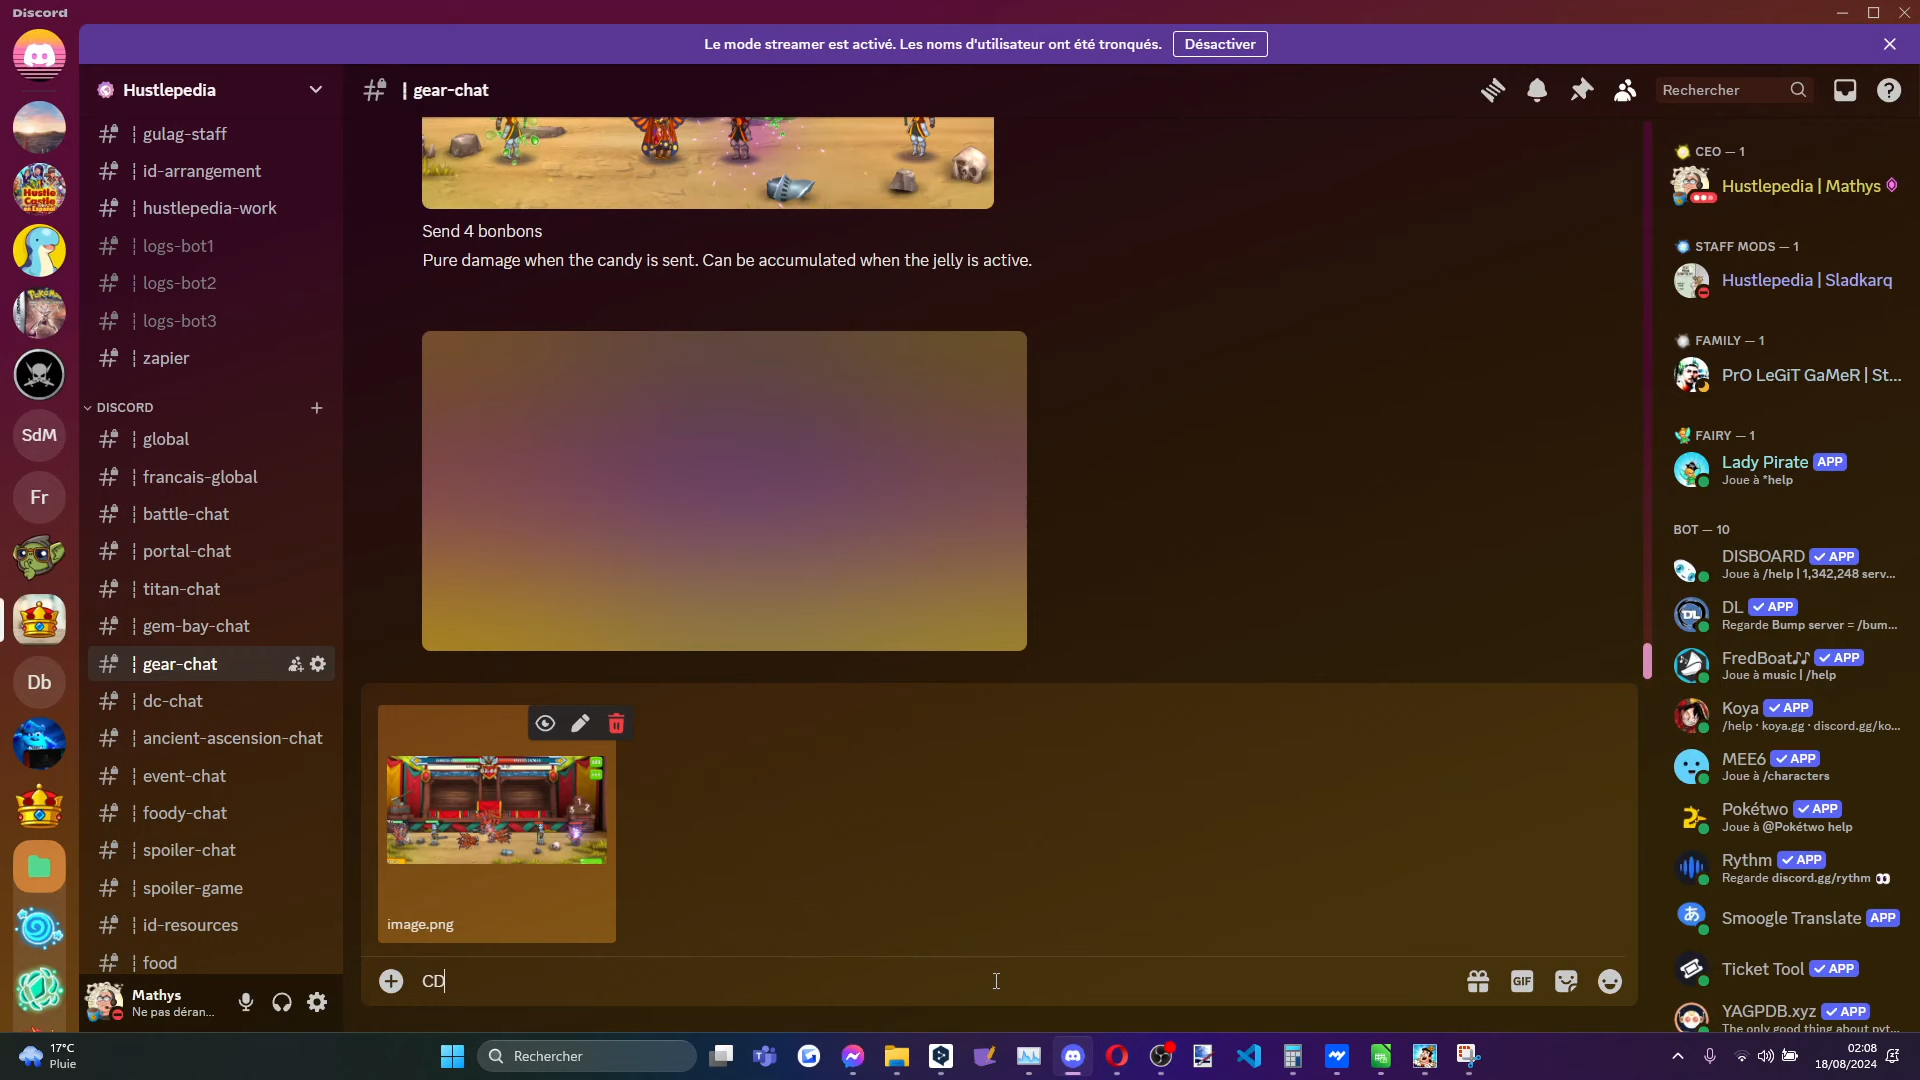 Discord
Le mode streamer est activé. Les noms d'utilisateur ont été tronqués.
Désactiver
Hustlepedia
gulag-staff
id-arrangement
hustlepedia-work
logs-bot1
logs-bot2
logs-bot3
zapier
DISCORD
global
francais-global
battle-chat
portal-chat
titan-chat
gem-bay-chat
gear-chat
dc-chat
ancient-ascension-chat
event-chat
foody-chat
spoiler-chat
spoiler-game
id-resources
food
SdM
Fr
Db
Mathys
Ne pas déran...
| gear-chat
Rechercher
Send 4 bonbons
Pure damage when the candy is sent. Can be accumulated when the jelly is active.
image.png
CD
GIF
CEO — 1
Hustlepedia | Mathys
STAFF MODS — 1
Hustlepedia | Sladkarq
FAMILY — 1
PrO LeGiT GaMeR | St...
FAIRY — 1
Lady Pirate APP
Joue à *help
BOT — 10
DISBOARD APP
Joue à /help | 1,342,248 serv...
DL APP
Regarde Bump server = /bum...
FredBoat♪♪ APP
Joue à music | /help
Koya APP
/help · koya.gg · discord.gg/ko...
MEE6 APP
Joue à /characters
Pokétwo APP
Joue à @Pokétwo help
Rythm APP
Regarde discord.gg/rythm
Smoogle Translate APP
Ticket Tool APP
YAGPDB.xyz APP
The only good thing about pyt...
17°C
Pluie
Rechercher
02:08
18/08/2024